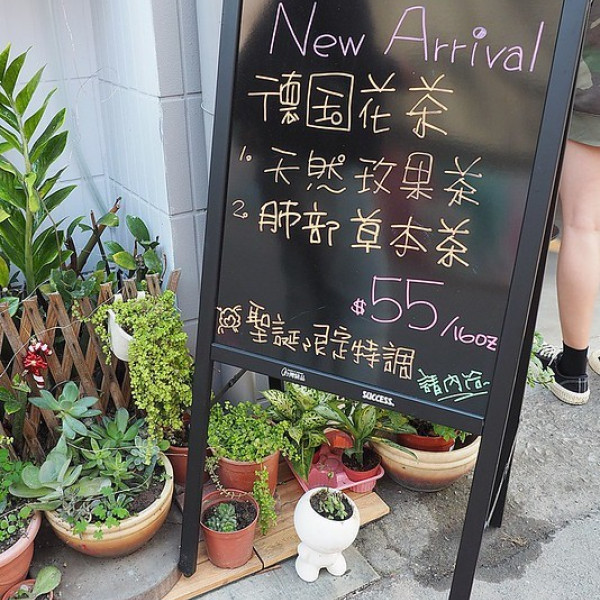 New Arrival
德国花茶
1. 天然玫果茶
2. 肺部草本茶
$55/16oz
聖誕限定特調
請內洽
SUCCESS.